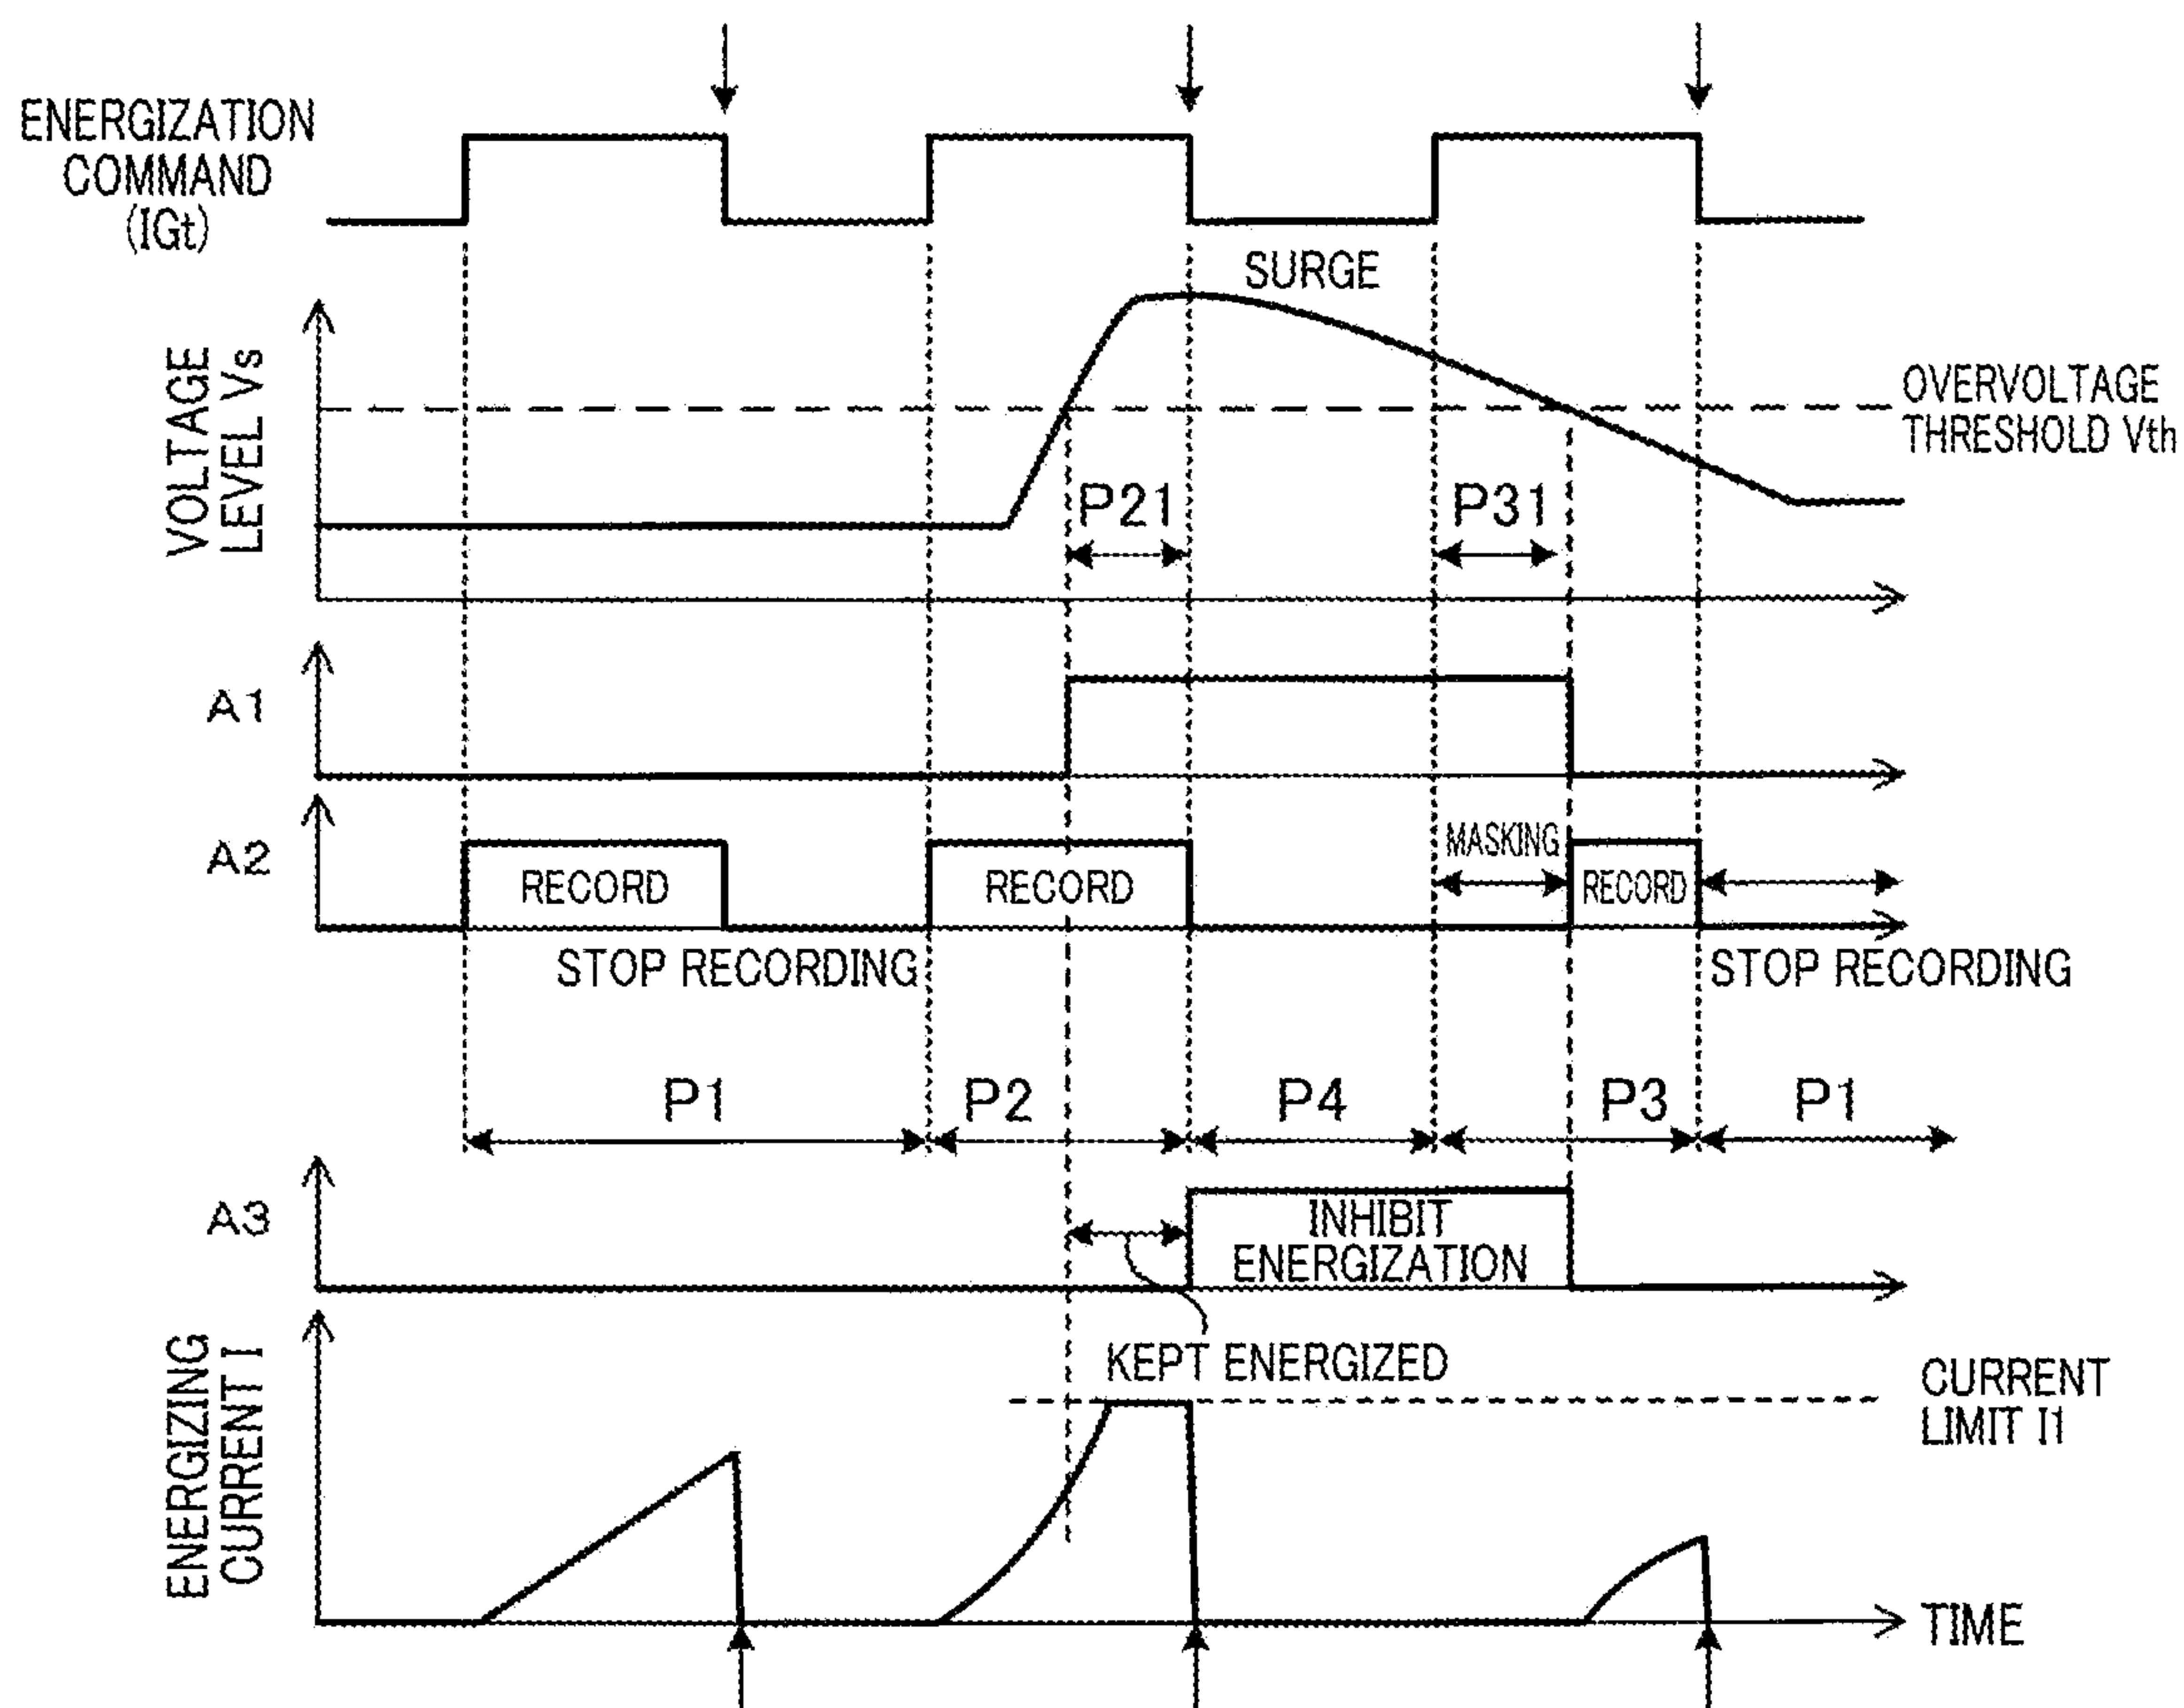 ENERGIZATION
COMMAND
(IGt)
SURGE
VOLTAGE
LEVEL Vs
OVERVOLTAGE
THRESHOLD Vth
P21
P31
A1
A2
RECORD
RECORD
MASKING
RECORD
STOP RECORDING
STOP RECORDING
P1
P2
P4
P3
P1
A3
INHIBIT
ENERGIZATION
KEPT ENERGIZED
ENERGIZING
CURRENT I
CURRENT
LIMIT I1
TIME